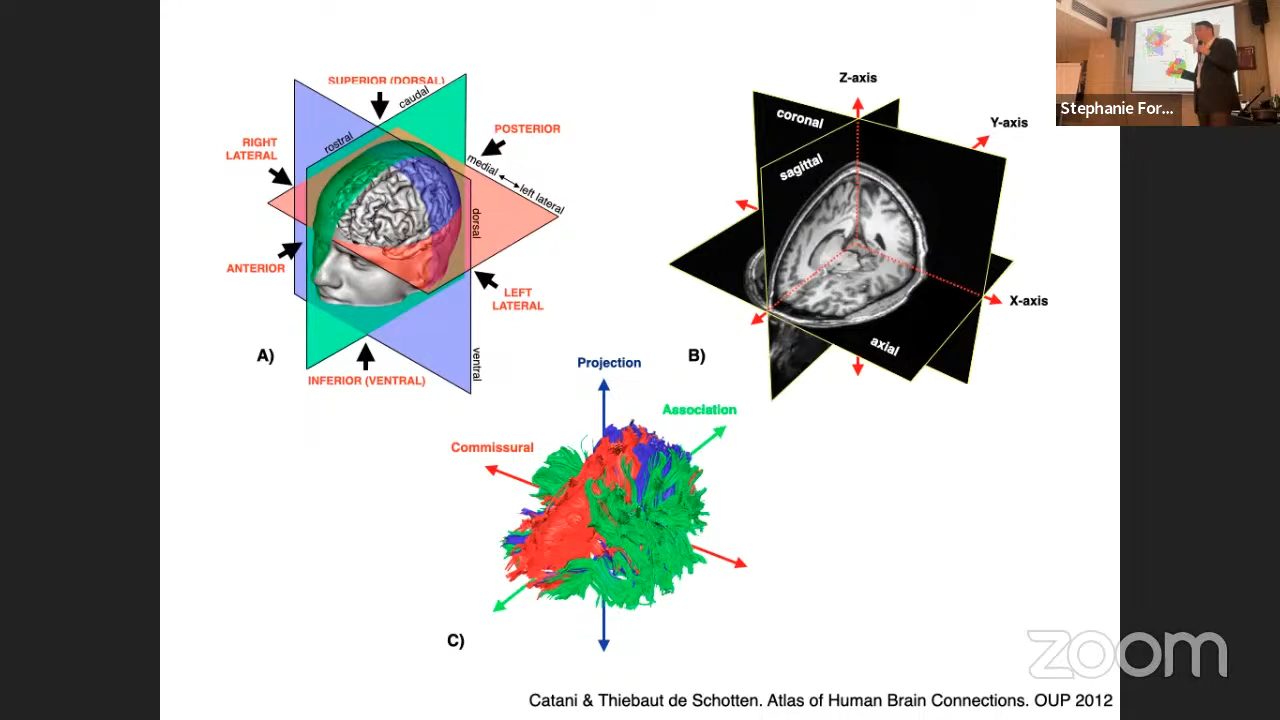 SUPERIOR (DORSAL)
caudal
rostral
RIGHT
LATERAL
POSTERIOR
medial
left lateral
dorsal
ANTERIOR
LEFT
LATERAL
A)
ventral
INFERIOR (VENTRAL)
Z-axis
Y-axis
coronal
sagittal
X-axis
axial
B)
Projection
Association
Commissural
C)
Catani & Thiebaut de Schotten. Atlas of Human Brain Connections. OUP 2012
Stephanie For...
zoom